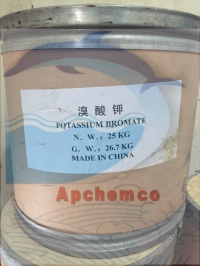 溴酸钾
POTASSIUM BROMATE
N. W.: 25 KG
G. W.: 26.7 KG
MADE IN CHINA
Apchemco